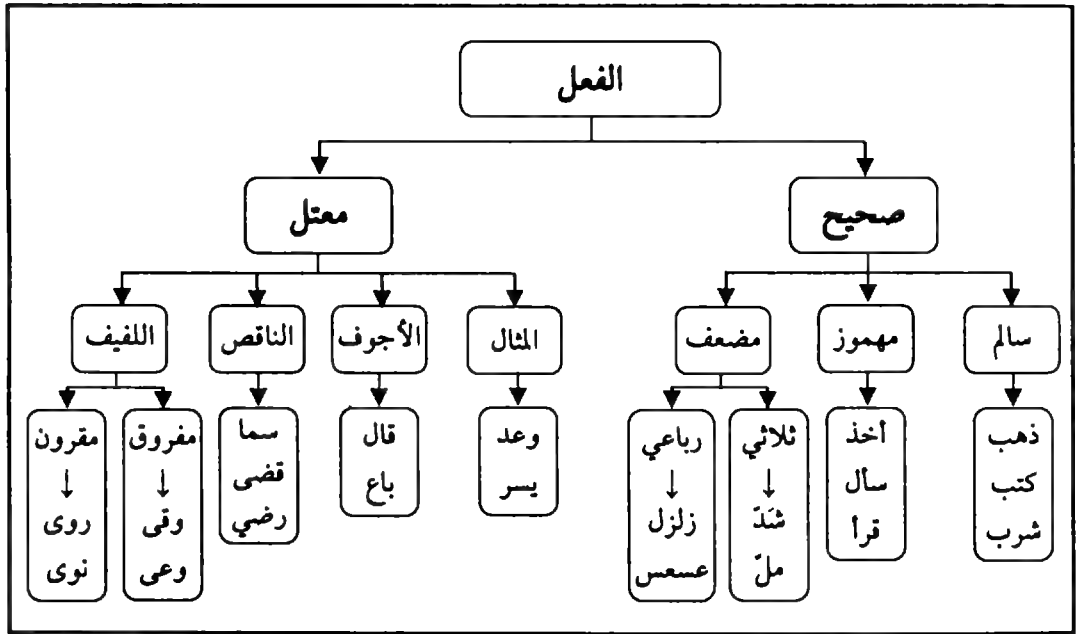 الفعل
صحيح
معتل
سالم
مهموز
مضعف
المثال
الأجوف
الناقص
اللفيف
ذهب
كتب
شرب
أخذ
سأل
قرأ
ثلاثي
↓
شَدّ
ملّ
رباعي
↓
زلزل
عسعس
وعد
يسر
قال
باع
سما
قضى
رضي
مفروق
↓
وقى
وعى
مقرون
↓
روى
نوى